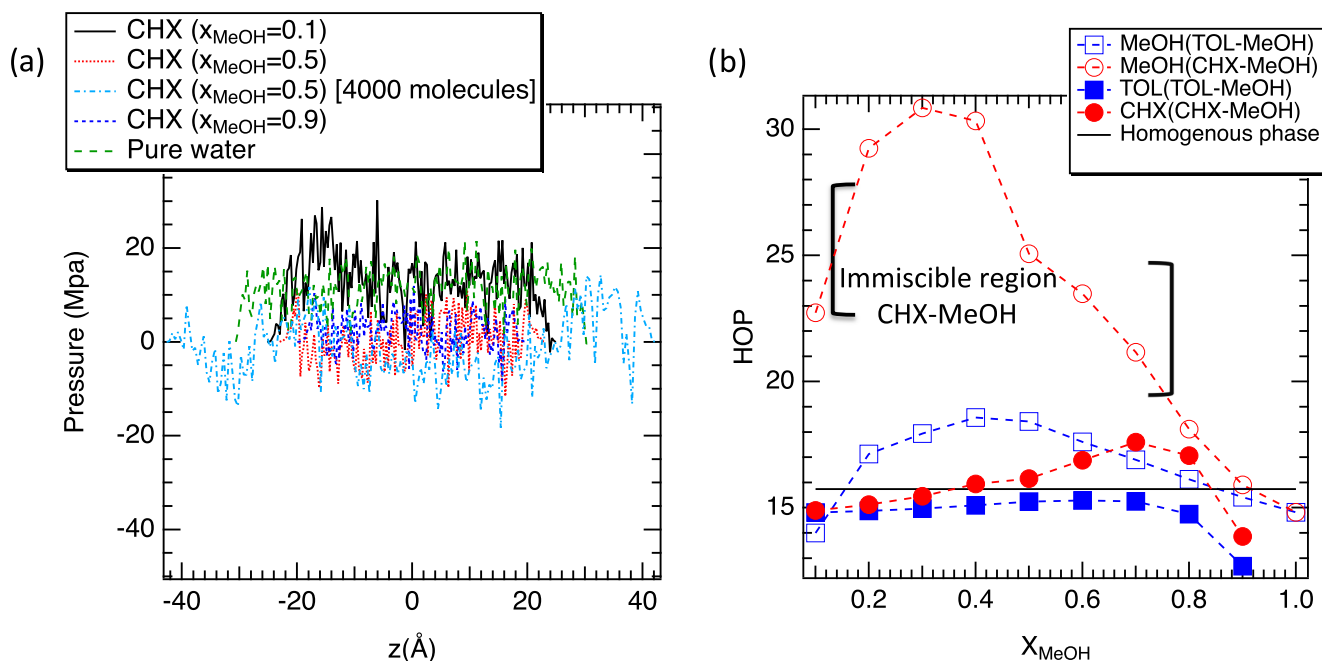 (a)
CHX (xMeOH=0.1)
CHX (xMeOH=0.5)
CHX (xMeOH=0.5) [4000 molecules]
CHX (xMeOH=0.9)
Pure water
Pressure (Mpa)
20
0
-20
-40
-40
-20
0
20
40
z(Å)
(b)
MeOH(TOL-MeOH)
MeOH(CHX-MeOH)
TOL(TOL-MeOH)
CHX(CHX-MeOH)
Homogenous phase
HOP
30
25
20
15
Immiscible region
CHX-MeOH
0.2
0.4
0.6
0.8
1.0
XMeOH